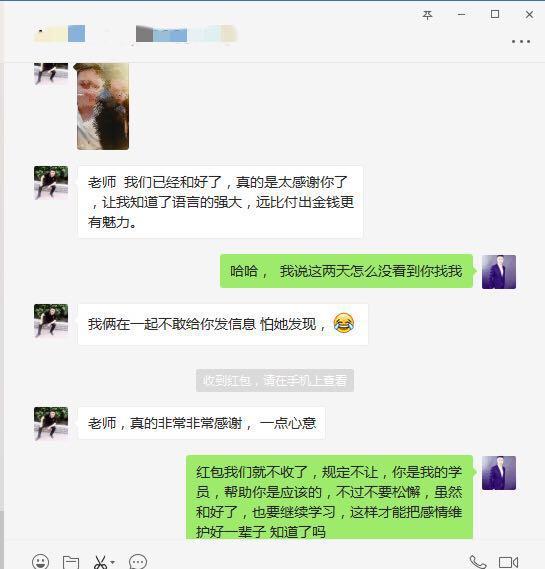 老师 我们已经和好了，真的是太感谢你了
，让我知道了语言的强大，远比付出金钱更
有魅力。
哈哈， 我说这两天怎么没看到你找我
我俩在一起不敢给你发信息 怕她发现，
收到红包，请在手机上查看
老师，真的非常非常感谢， 一点心意
红包我们就不收了，规定不让，你是我的学
员，帮助你是应该的，不过不要松懈，虽然
和好了，也要继续学习，这样才能把感情维
护好一辈子 知道了吗